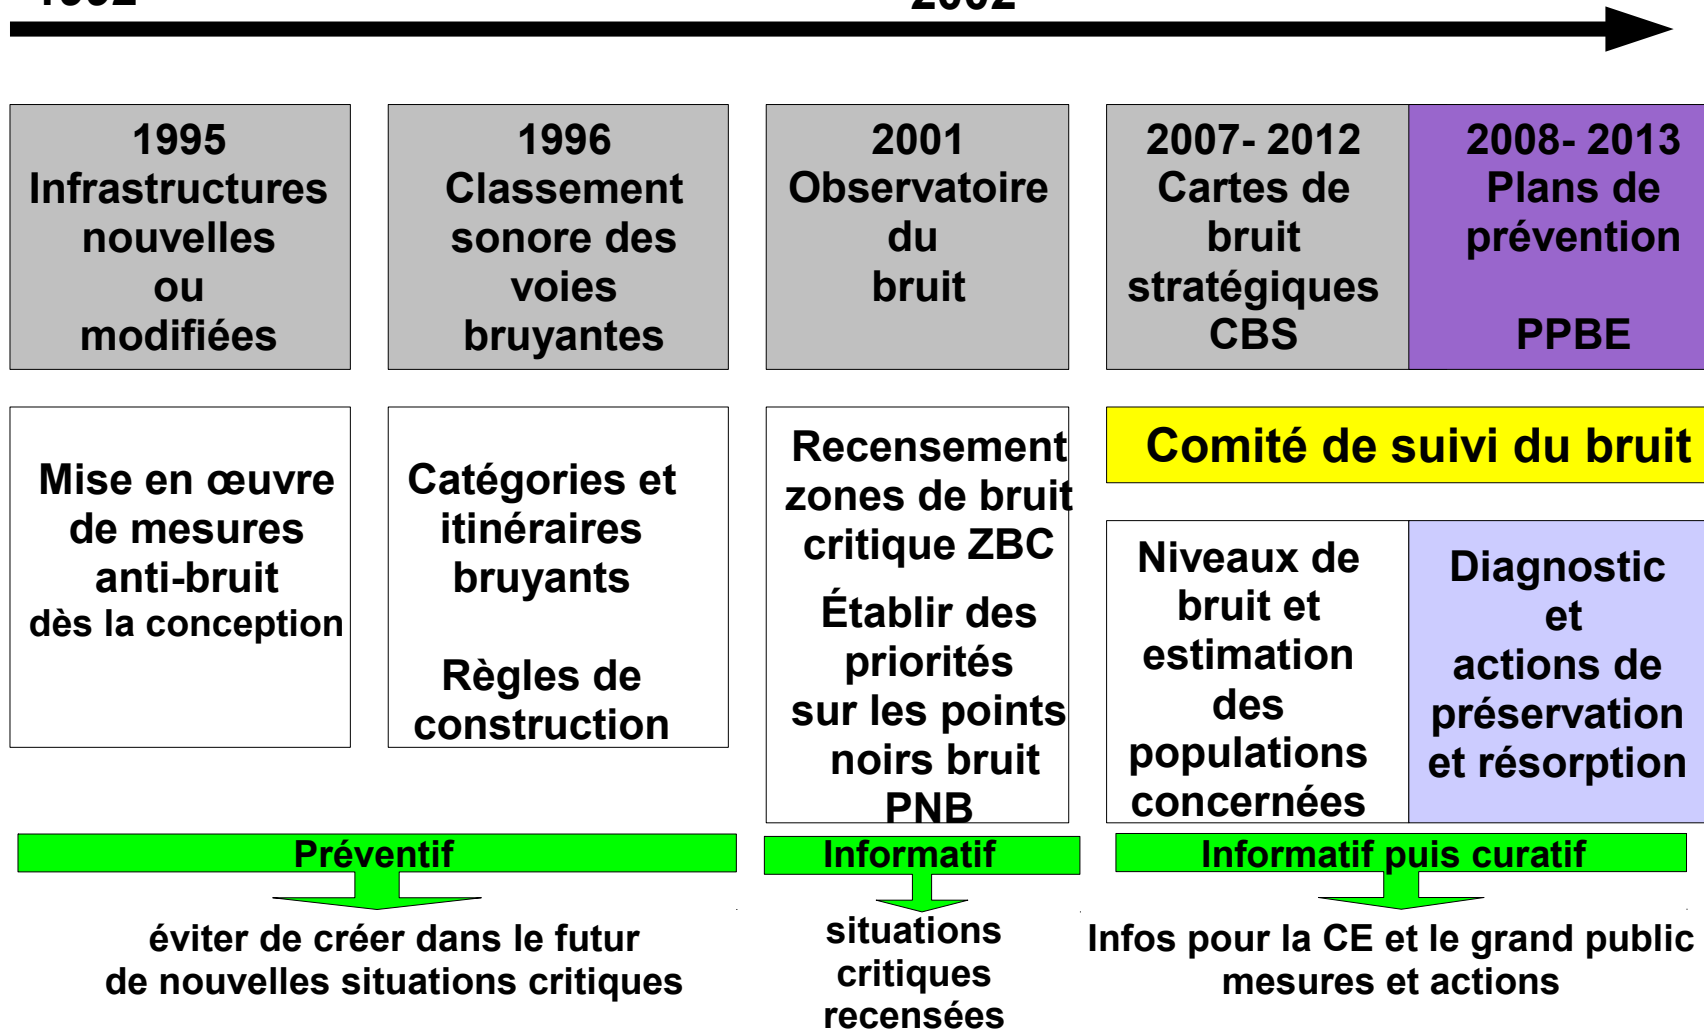 1992
2002
1995
Infrastructures
nouvelles
ou
modifiées
1996
Classement
sonore des
voies
bruyantes
2001
Observatoire
du
bruit
2007- 2012
Cartes de
bruit
stratégiques
CBS
2008- 2013
Plans de
prévention
PPBE
Mise en œuvre
de mesures
anti-bruit
dès la conception
Catégories et
itinéraires
bruyants
Règles de
construction
Recensement
zones de bruit
critique ZBC
Établir des
priorités
sur les points
noirs bruit
PNB
Comité de suivi du bruit
Niveaux de
bruit et
estimation
des
populations
concernées
Diagnostic
et
actions de
préservation
et résorption
Préventif
éviter de créer dans le futur
de nouvelles situations critiques
Informatif
situations
critiques
recensées
Informatif puis curatif
Infos pour la CE et le grand public
mesures et actions